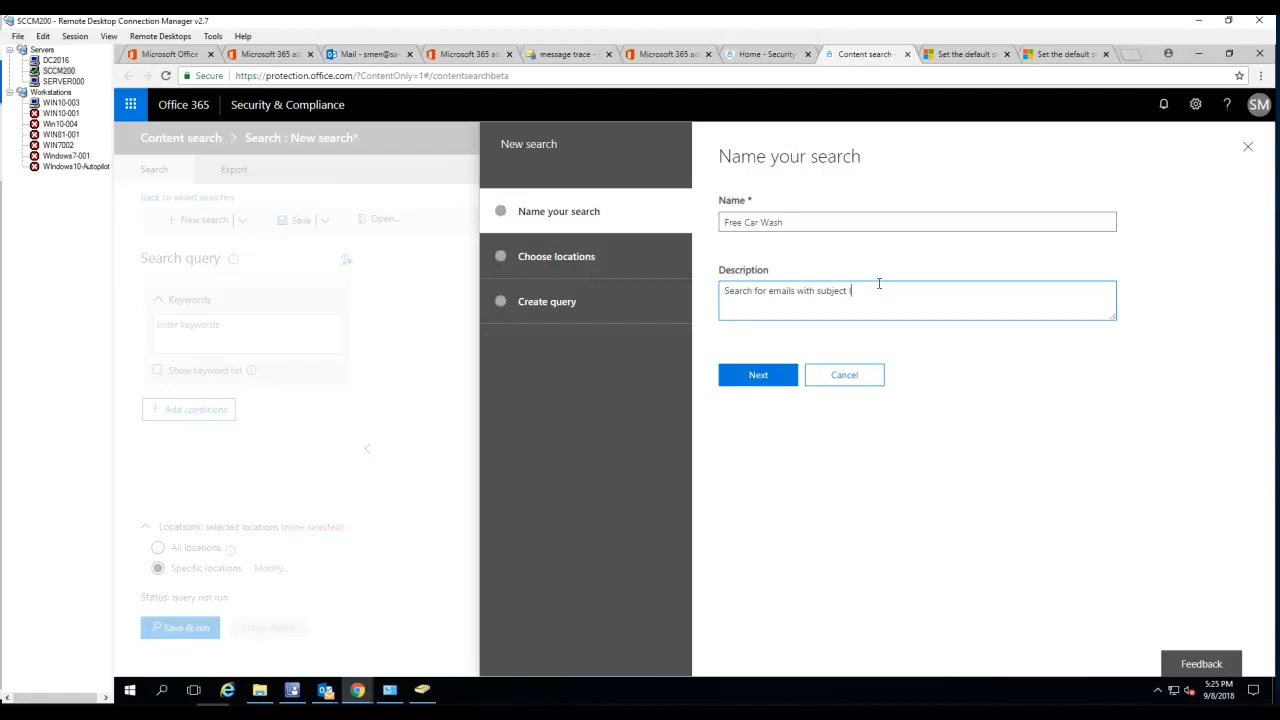 SCCM200 - Remote Desktop Connection Manager v2.7
File Edit Session View Remote Desktops Tools Help
Servers
DC2016
SCCM200
SERVER000
Workstations
WIN10-003
WIN10-001
Win10-004
WIN81-001
WIN7002
Windows7-001
Windows10-Autopilot
Microsoft Office
Microsoft 365 a
Mail - smen@sa
Microsoft 365 a
message trace -
Microsoft 365 a
Home - Security
Content search -
Set the default s
Set the default s
Secure https://protection.office.com/?ContentOnly=1#/contentsearchbeta
Office 365 Security & Compliance
SM
Content search > Search : New search*
Search Export
Back to saved searches
+ New search Save Open...
Search query
Keywords
Enter keywords
Show keyword list
+ Add conditions
Locations: selected locations (none selected)
All locations
Specific locations Modify...
Status: query not run
Save & run
New search
Name your search
Choose locations
Create query
Name your search
Name *
Free Car Wash
Description
Search for emails with subject l
Next Cancel
Feedback
5:25 PM
9/8/2018